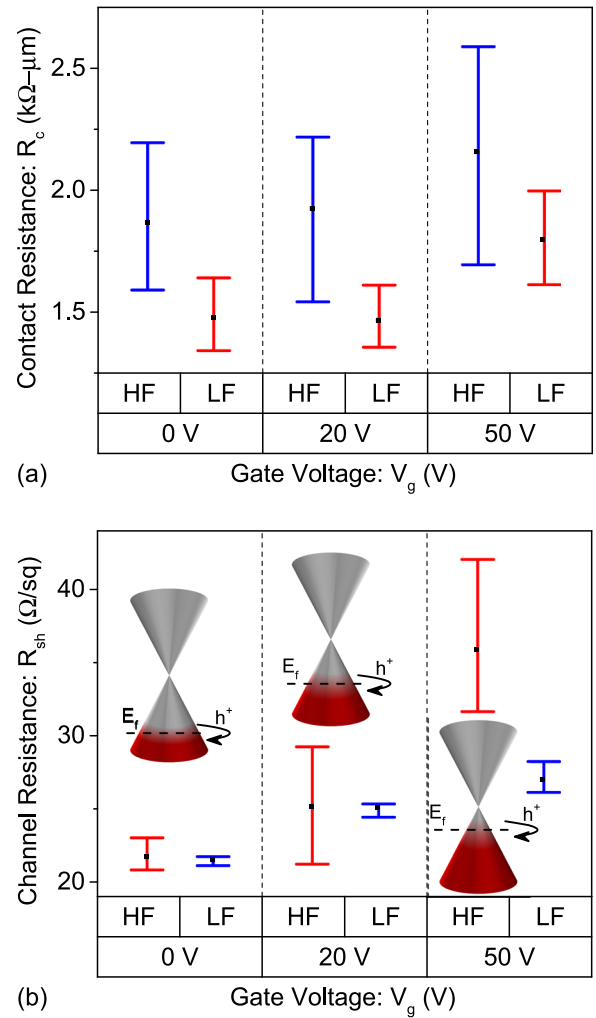 Contact Resistance: R_c (kΩ–μm)
2.5
2.0
1.5
HF LF HF LF HF LF
0 V 20 V 50 V
(a) Gate Voltage: V_g (V)
Channel Resistance: R_sh (Ω/sq)
40
30
20
E_f h⁺
E_f h⁺
E_f h⁺
HF LF HF LF HF LF
0 V 20 V 50 V
(b) Gate Voltage: V_g (V)